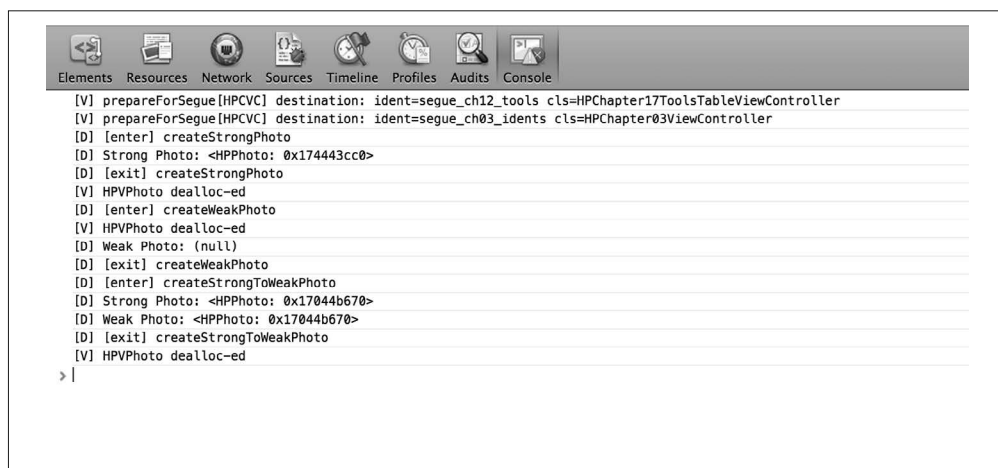 Elements Resources Network Sources Timeline Profiles Audits Console
[V] prepareForSegue[HPCVC] destination: ident=segue_ch12_tools cls=HPChapter17ToolsTableViewController
[V] prepareForSegue[HPCVC] destination: ident=segue_ch03_idents cls=HPChapter03ViewController
[D] [enter] createStrongPhoto
[D] Strong Photo: <HPPhoto: 0x174443cc0>
[D] [exit] createStrongPhoto
[V] HPVPhoto dealloc-ed
[D] [enter] createWeakPhoto
[V] HPVPhoto dealloc-ed
[D] Weak Photo: (null)
[D] [exit] createWeakPhoto
[D] [enter] createStrongToWeakPhoto
[D] Strong Photo: <HPPhoto: 0x17044b670>
[D] Weak Photo: <HPPhoto: 0x17044b670>
[D] [exit] createStrongToWeakPhoto
[V] HPVPhoto dealloc-ed
>